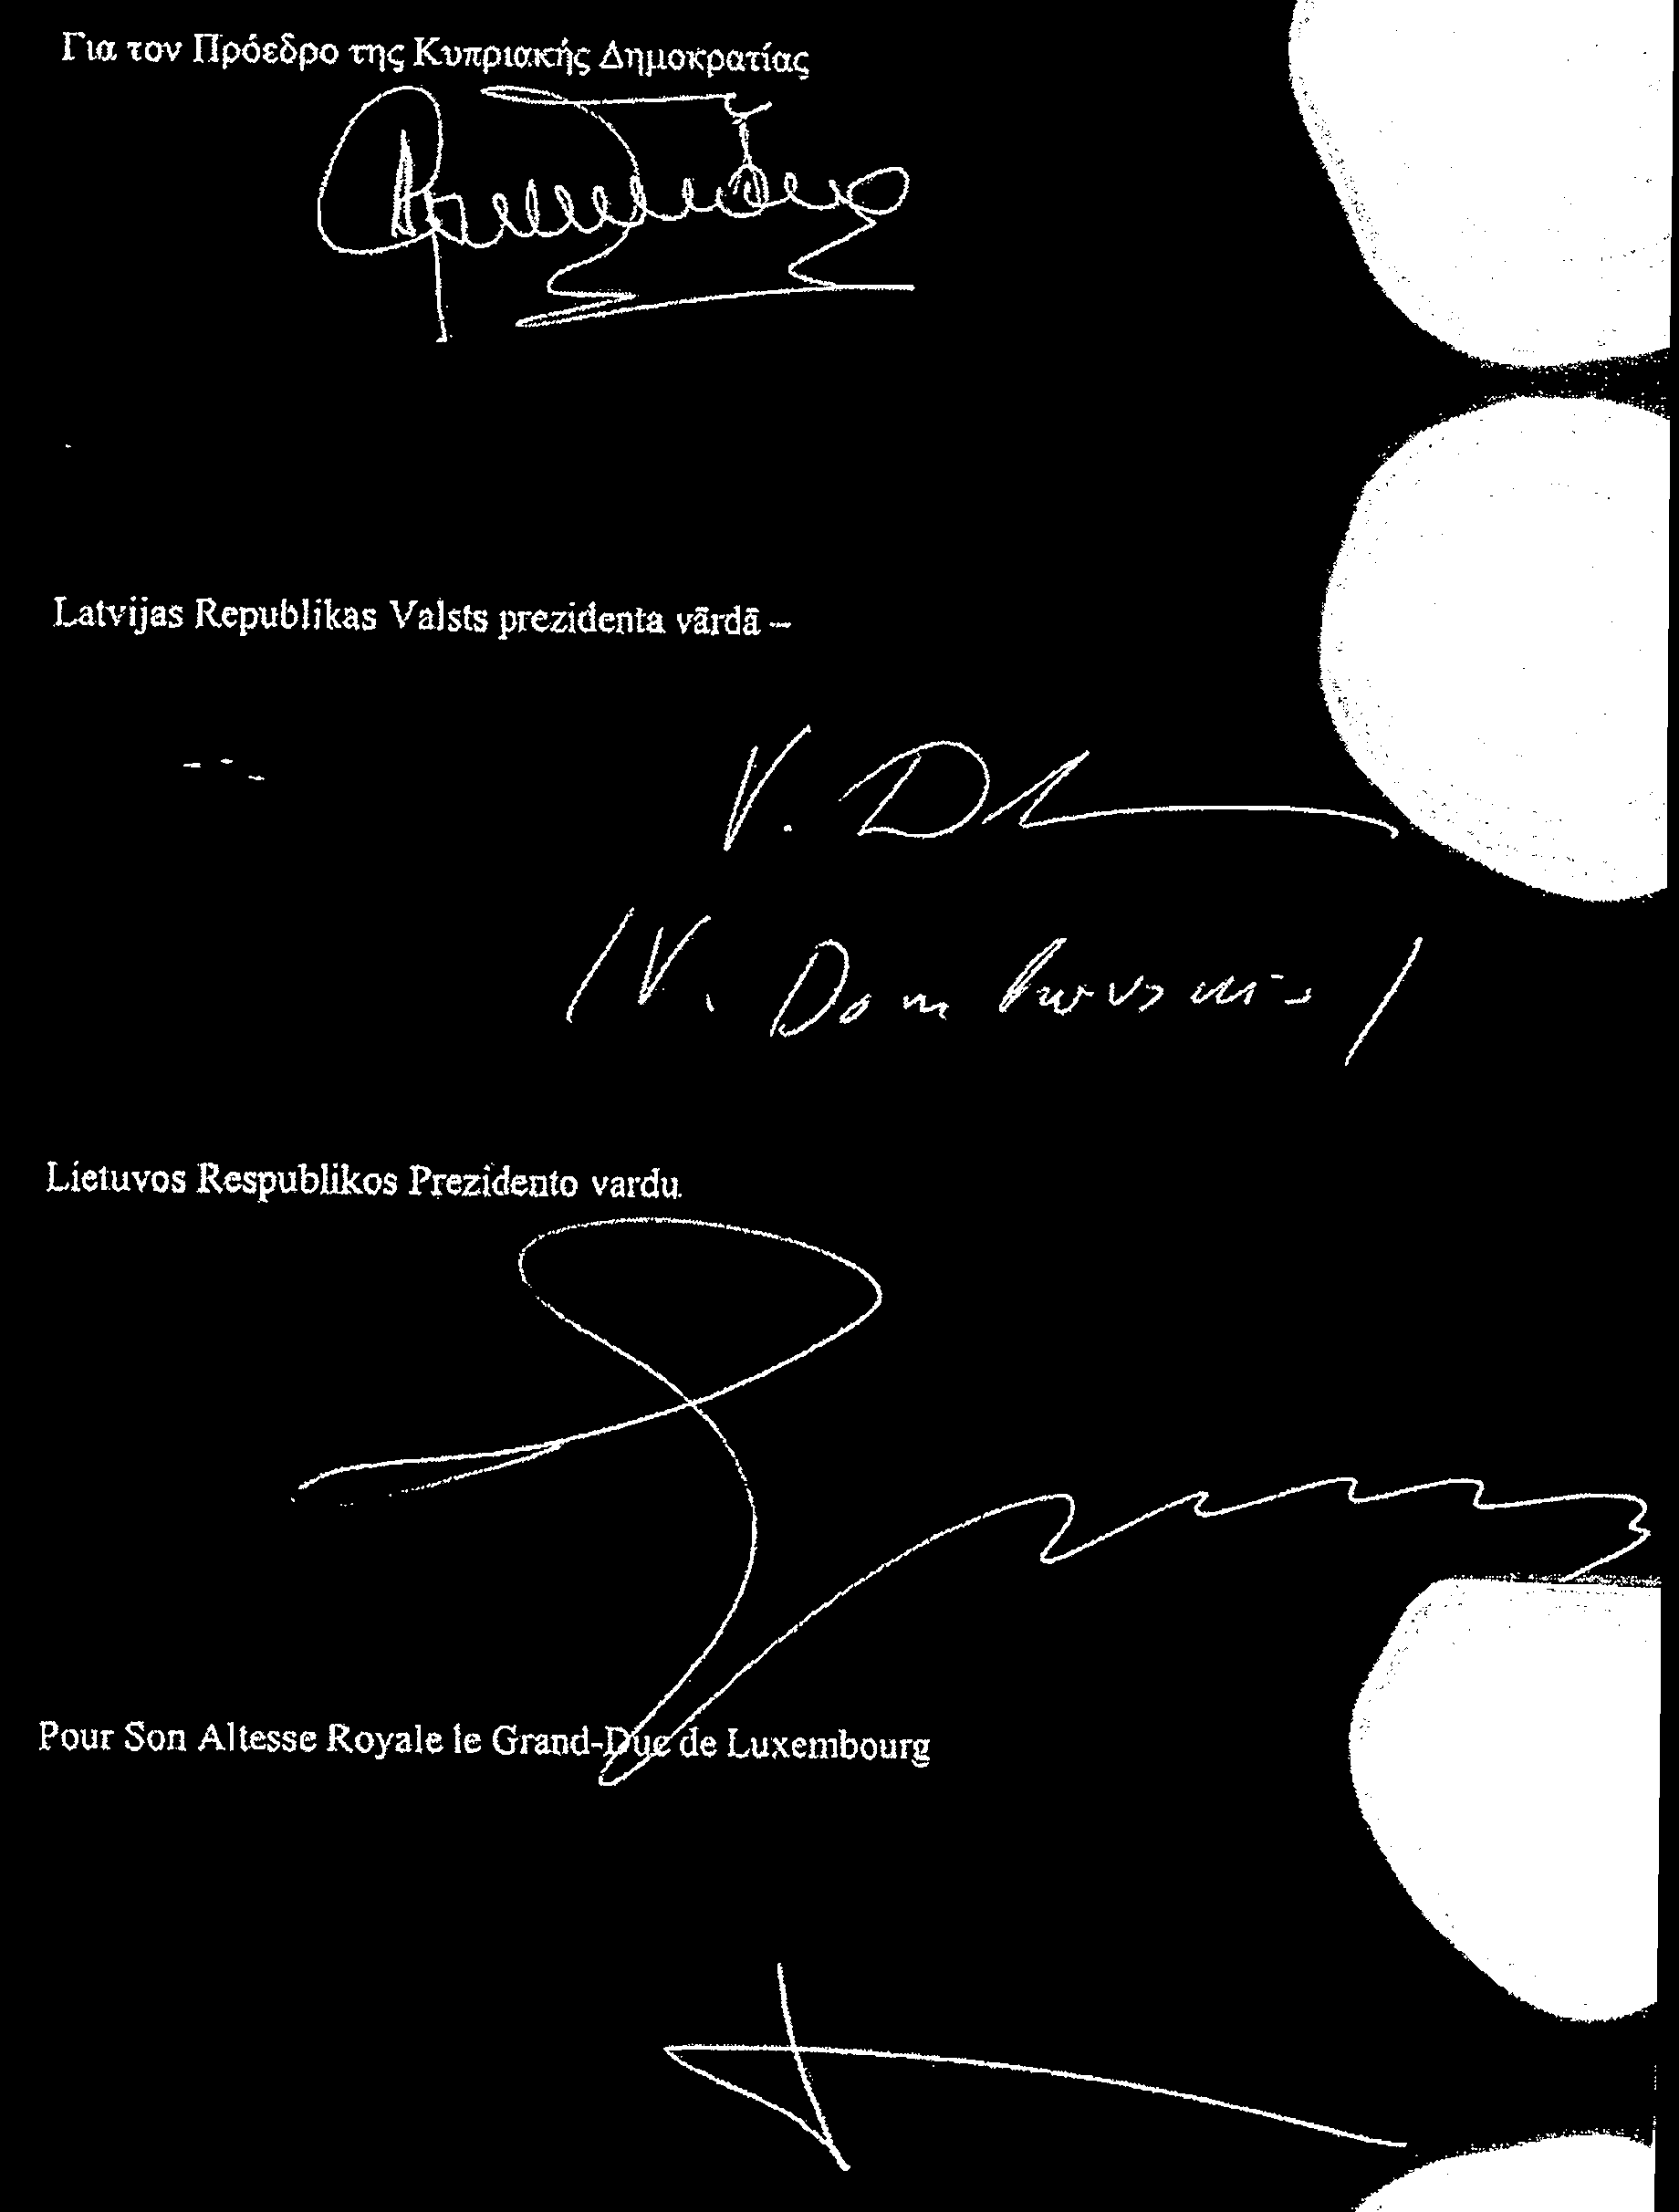 Για τον Πρόεδρο της Κυπριακής Δημοκρατίας
Latvijas Republikas Valsts prezidenta vārdā –
V. D
/V. Dombrovskis/
Lietuvos Respublikos Prezidento vardu
Pour Son Altesse Royale le Grand-Duc de Luxembourg